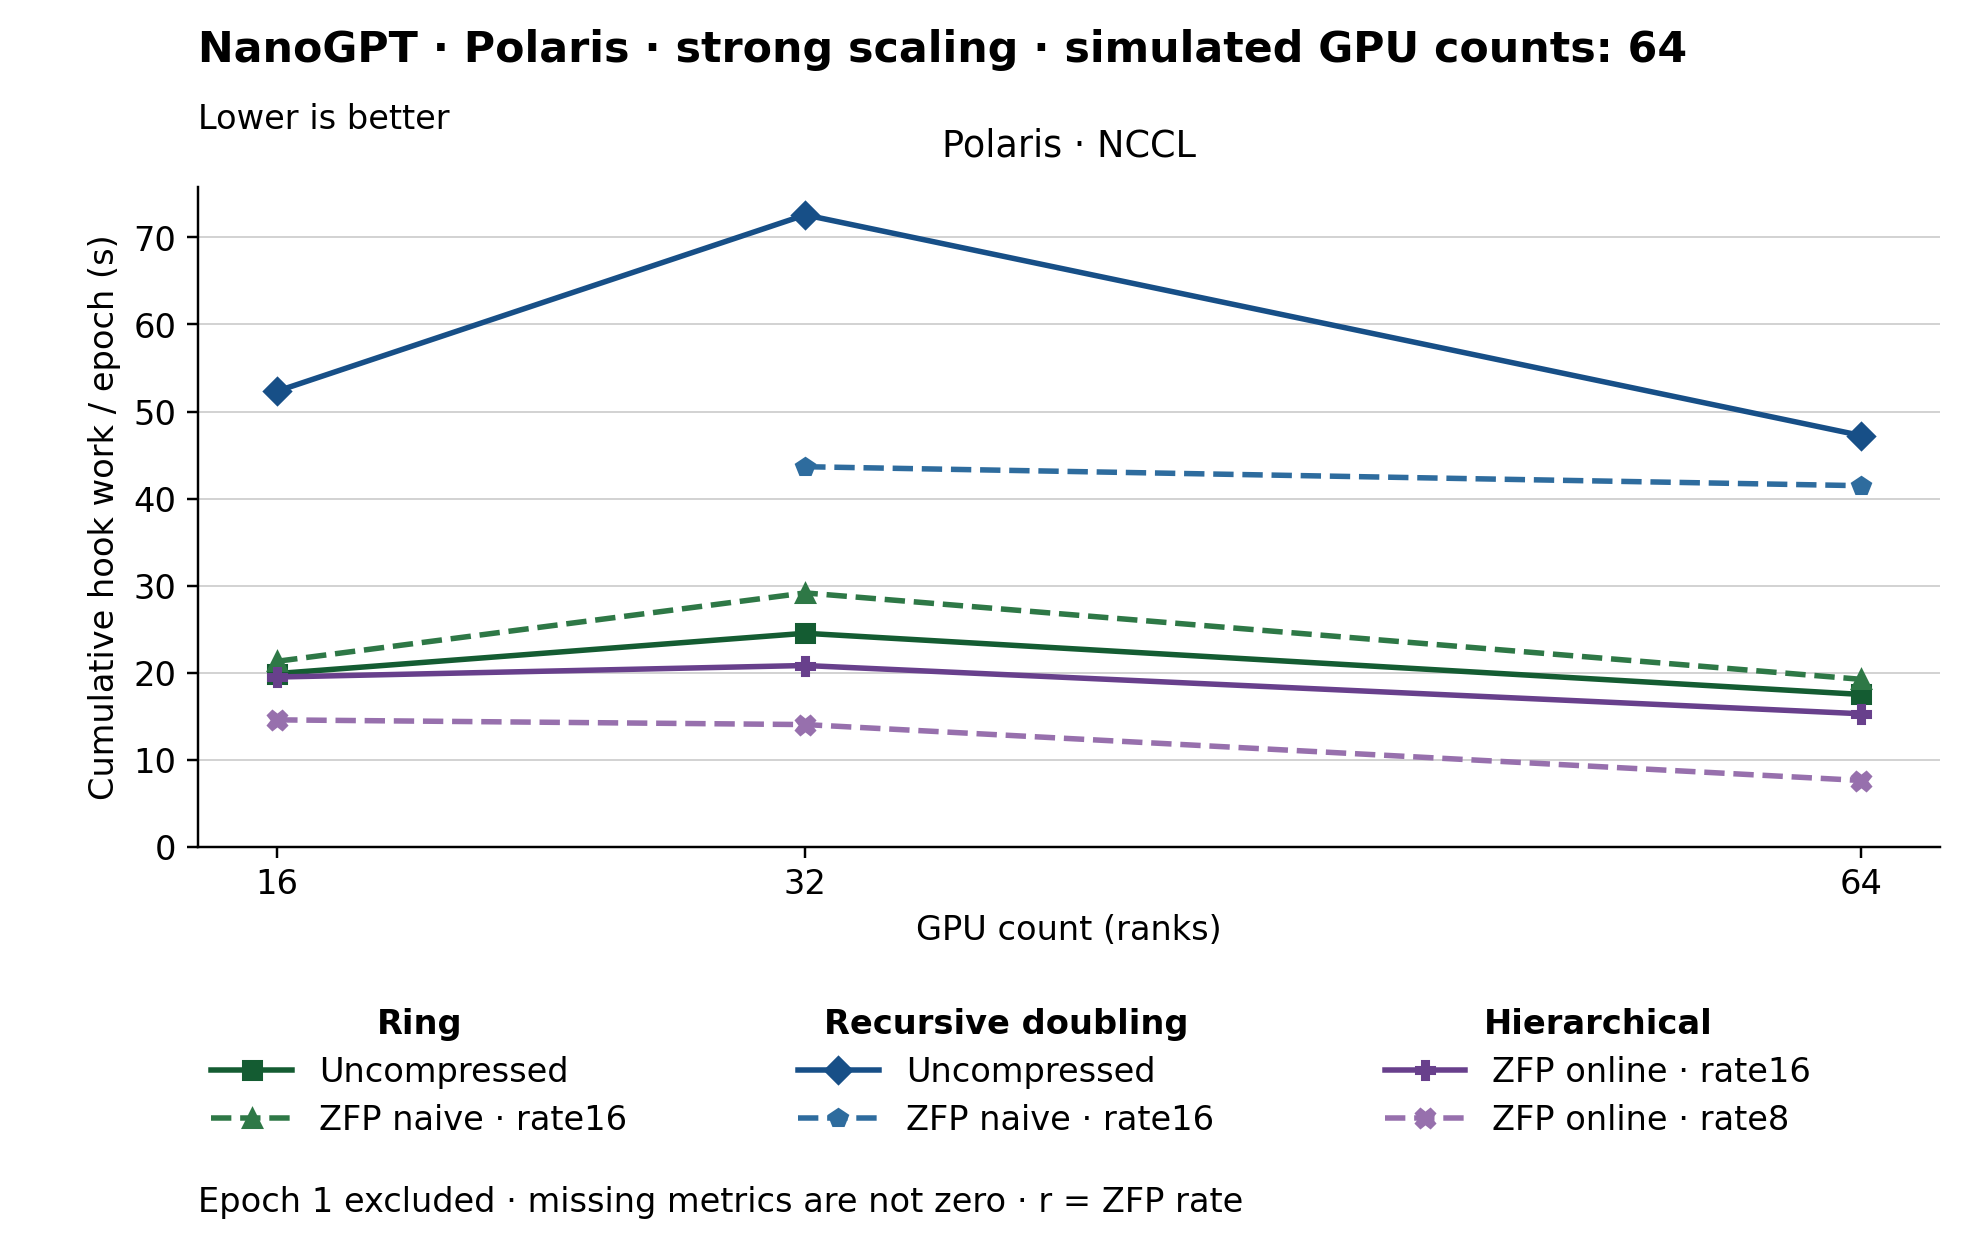 NanoGPT · Polaris · strong scaling · simulated GPU counts: 64
Lower is better
Polaris · NCCL
Cumulative hook work / epoch (s)
70
60
50
40
30
20
10
0
16
32
64
GPU count (ranks)
Ring
Uncompressed
ZFP naive · rate16
Recursive doubling
Uncompressed
ZFP naive · rate16
Hierarchical
ZFP online · rate16
ZFP online · rate8
Epoch 1 excluded · missing metrics are not zero · r = ZFP rate